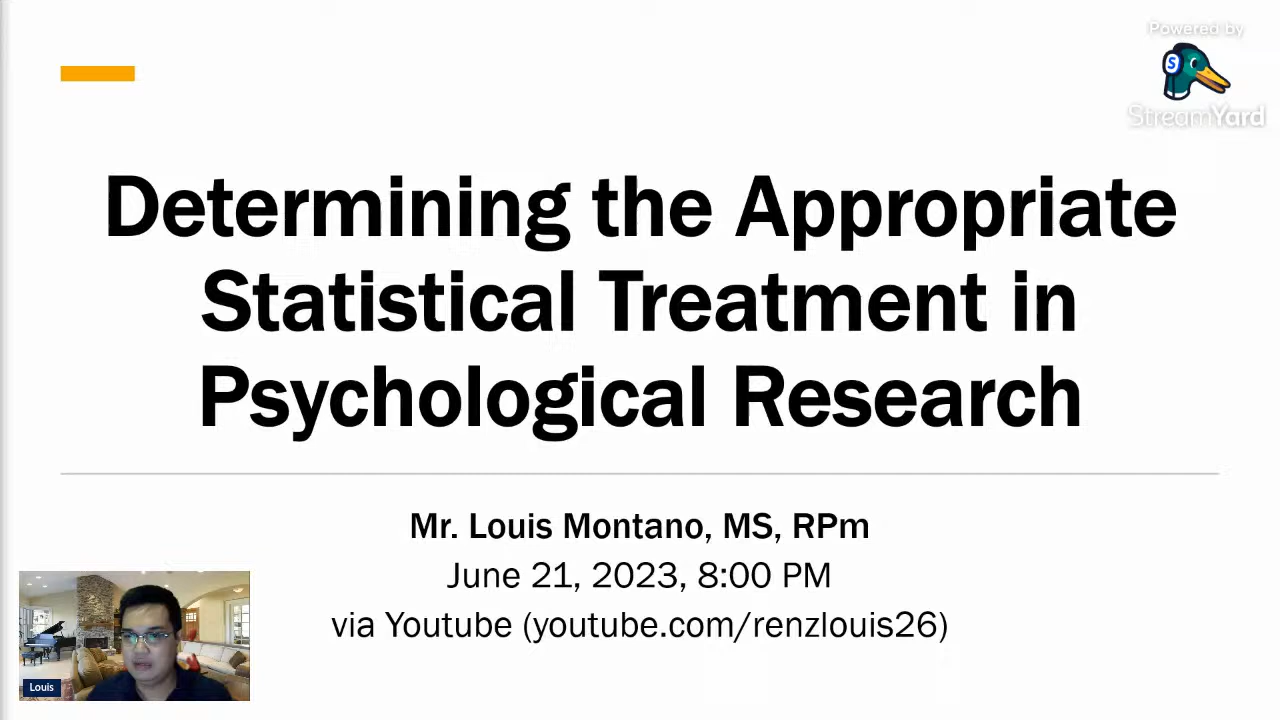 Powered by
S
StreamYard
Determining the Appropriate
Statistical Treatment in
Psychological Research
Mr. Louis Montano, MS, RPm
June 21, 2023, 8:00 PM
via Youtube (youtube.com/renzlouis26)
Louis